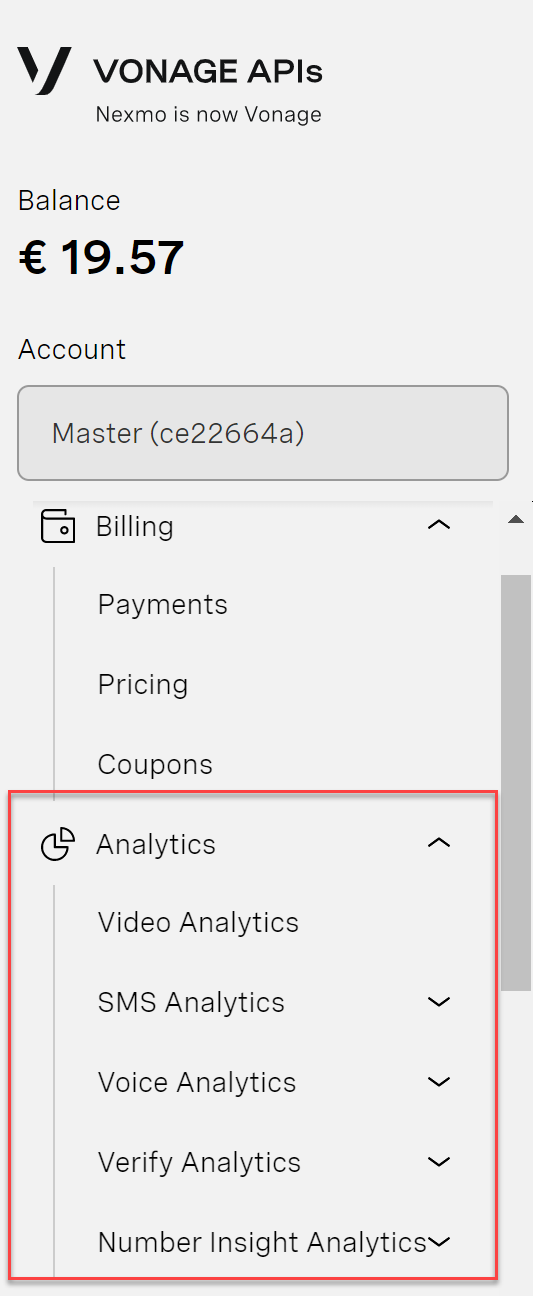 VONAGE APIs
Nexmo is now Vonage
Balance
€ 19.57
Account
Master (ce22664a)
Billing
Payments
Pricing
Coupons
Analytics
Video Analytics
SMS Analytics
Voice Analytics
Verify Analytics
Number Insight Analytics